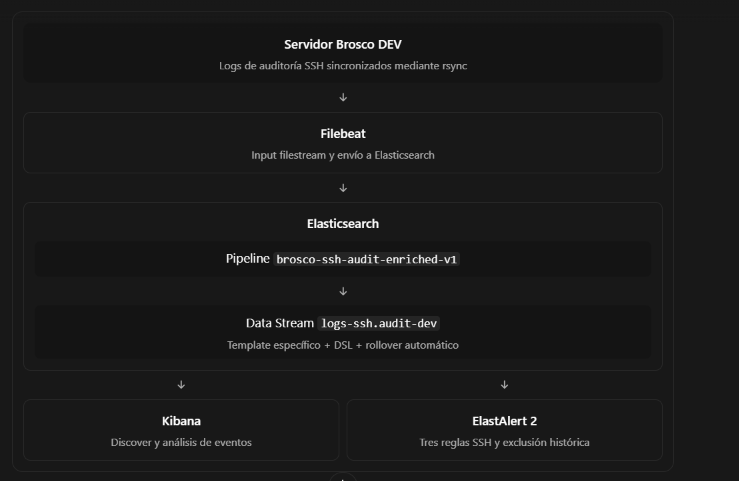 Servidor Brosco DEV
Logs de auditoría SSH sincronizados mediante rsync
↓
Filebeat
Input filestream y envío a Elasticsearch
↓
Elasticsearch
Pipeline brosco-ssh-audit-enriched-v1
↓
Data Stream logs-ssh.audit-dev
Template específico + DSL + rollover automático
↓ ↓
Kibana
Discover y análisis de eventos
ElastAlert 2
Tres reglas SSH y exclusión histórica